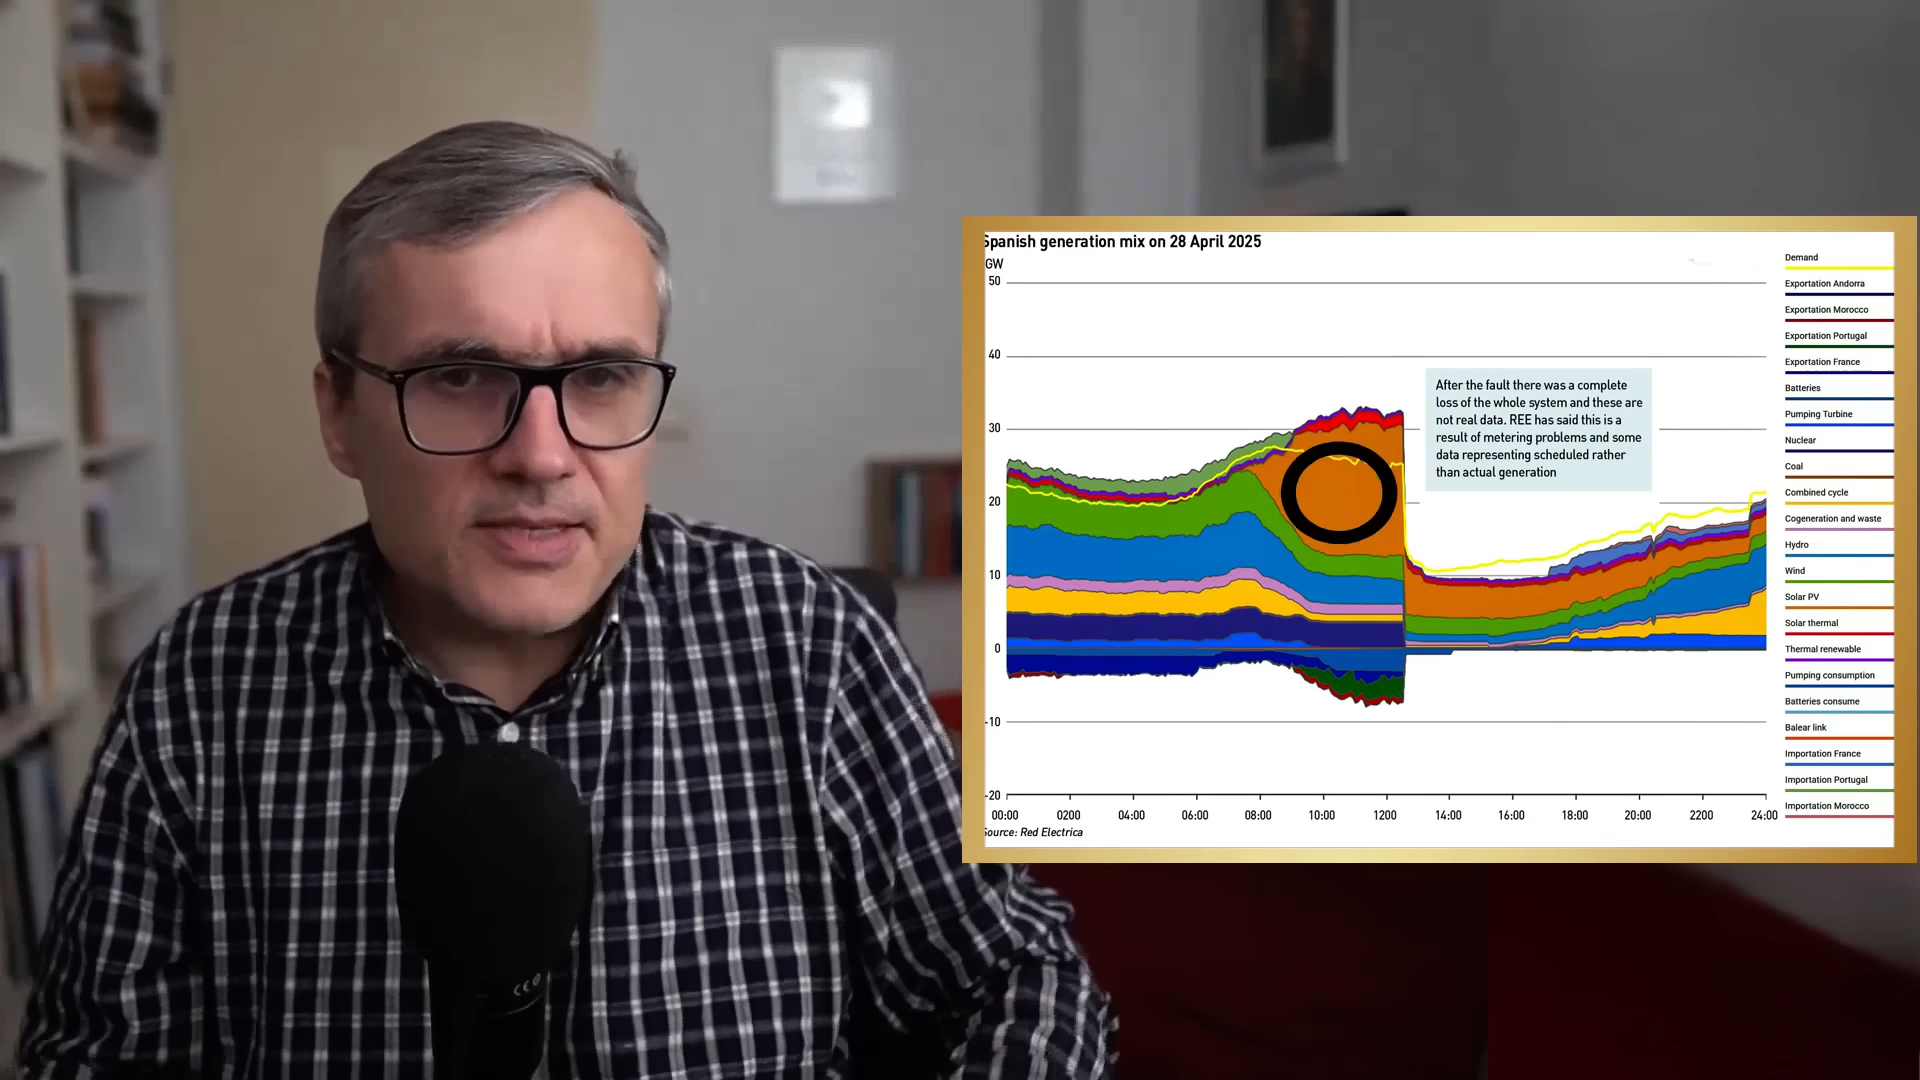 Spanish generation mix on 28 April 2025
GW
50
40
30
20
10
0
-10
-20
00:00 0200 04:00 06:00 08:00 10:00 1200 14:00 16:00 18:00 20:00 2200 24:00
Source: Red Electrica
After the fault there was a complete
loss of the whole system and these are
not real data. REE has said this is a
result of metering problems and some
data representing scheduled rather
than actual generation
Demand
Exportation Andorra
Exportation Morocco
Exportation Portugal
Exportation France
Batteries
Pumping Turbine
Nuclear
Coal
Combined cycle
Cogeneration and waste
Hydro
Wind
Solar PV
Solar thermal
Thermal renewable
Pumping consumption
Batteries consume
Balear link
Importation France
Importation Portugal
Importation Morocco
CE